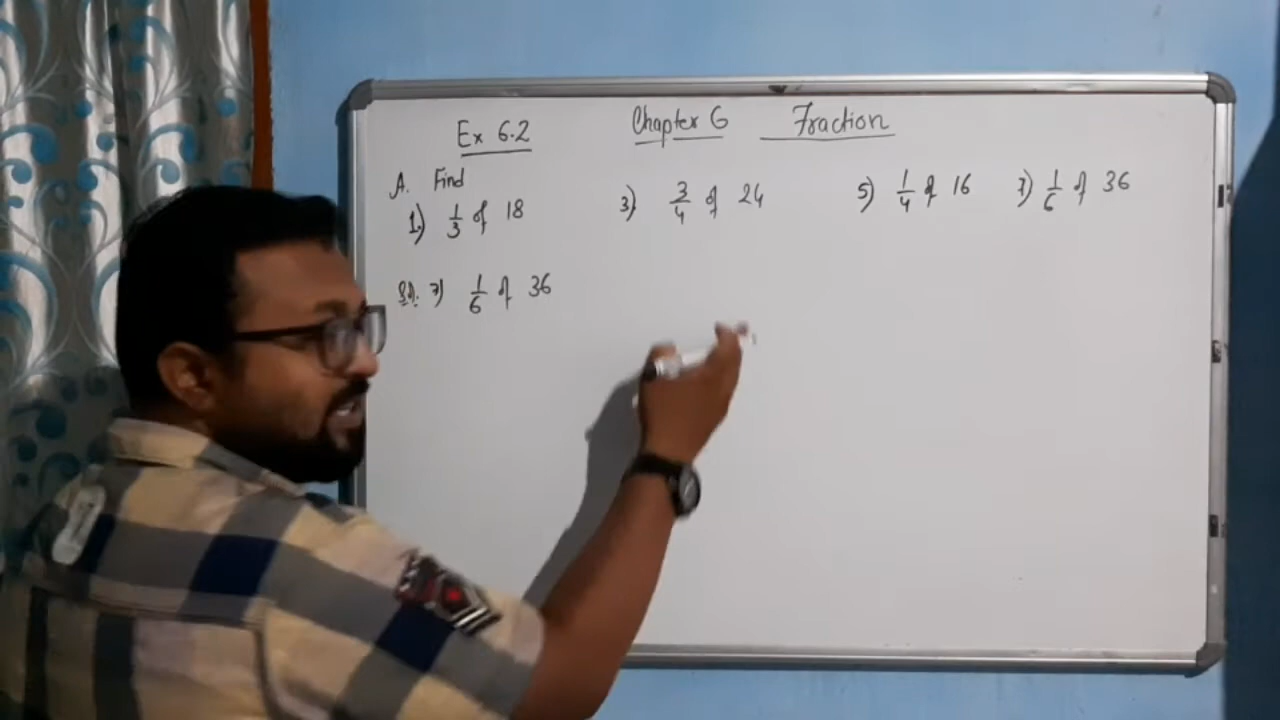 Ex 6.2 Chapter 6 Fraction
A. Find
1.) 1/3 of 18 3) 3/4 of 24 5) 1/4 of 16 7) 1/6 of 36
Sol. 7) 1/6 of 36